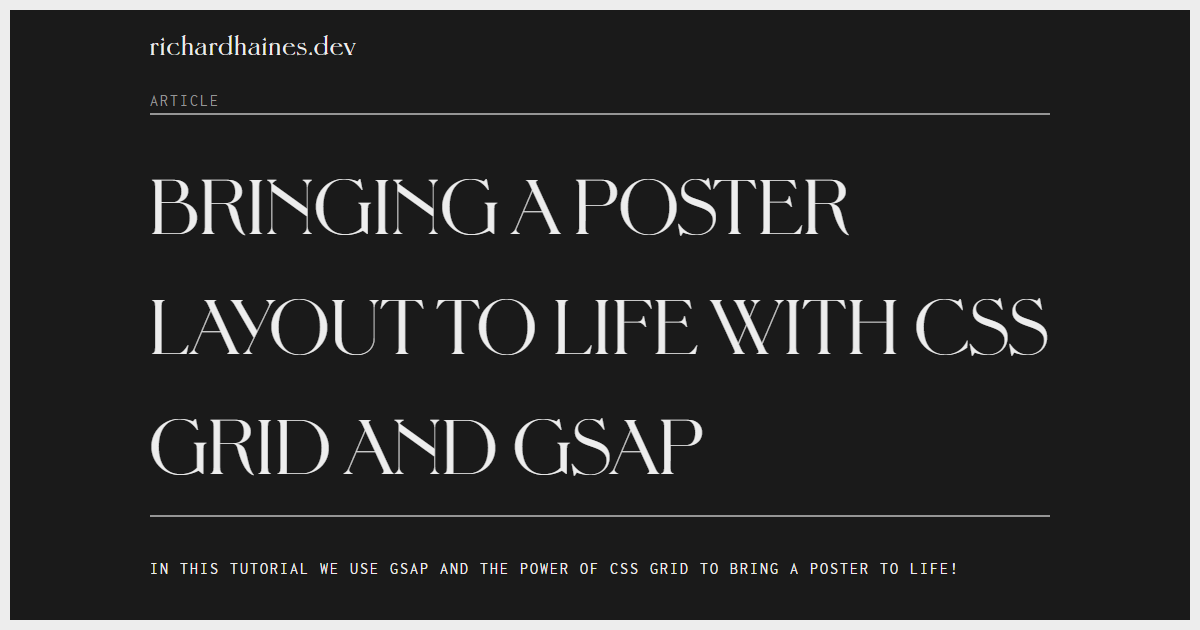 richardhaines.dev
ARTICLE
BRINGING A POSTER
LAYOUT TO LIFE WITH CSS
GRID AND GSAP
IN THIS TUTORIAL WE USE GSAP AND THE POWER OF CSS GRID TO BRING A POSTER TO LIFE!